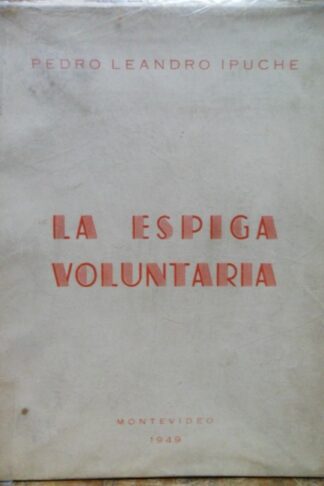 PEDRO LEANDRO IPUCHE
LA ESPIGA
VOLUNTARIA
MONTEVIDEO
1949